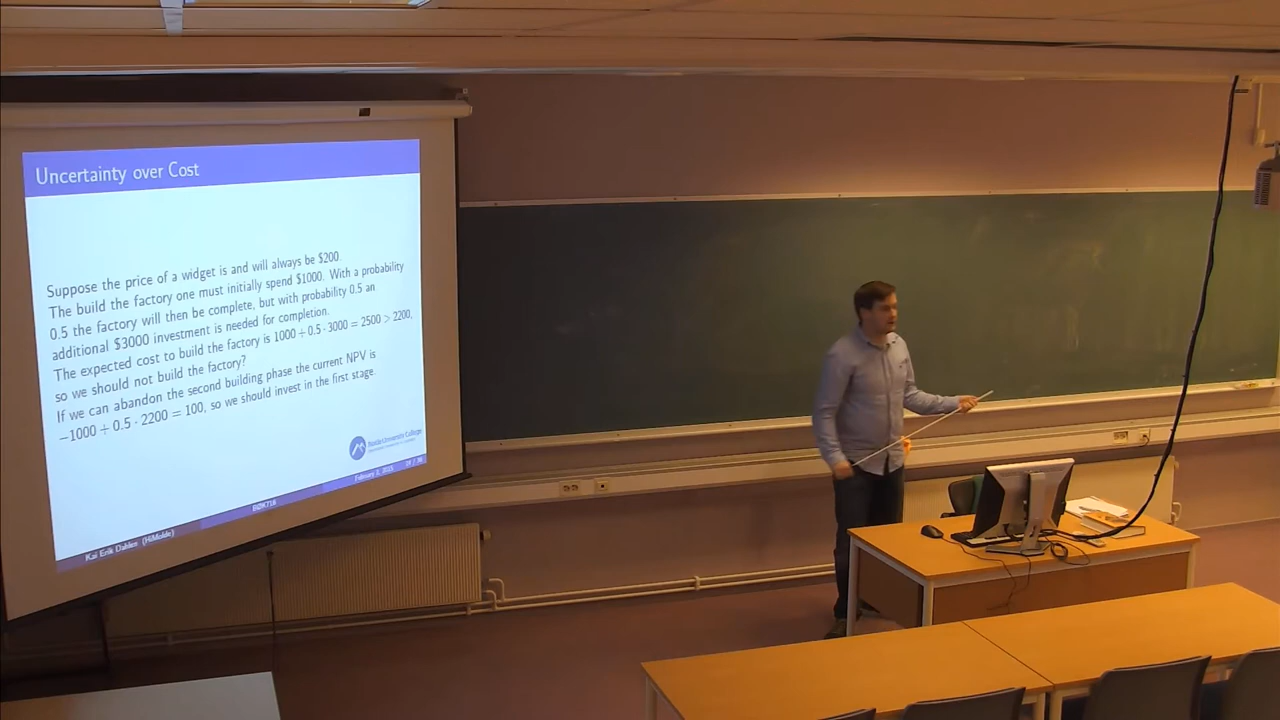 Uncertainty over Cost
Suppose the price of a widget is and will always be $200.
The build the factory one must initially spend $1000. With a probability
0.5 the factory will then be complete, but with probability 0.5 an
additional $3000 investment is needed for completion.
The expected cost to build the factory is 1000 + 0.5 · 3000 = 2500 > 2200,
so we should not build the factory?
If we can abandon the second building phase the current NPV is
−1000 + 0.5 · 2200 = 100, so we should invest in the first stage.
Molde University College
Kai Erik Dahlen (HiMolde)
BØK716
February 3, 2015